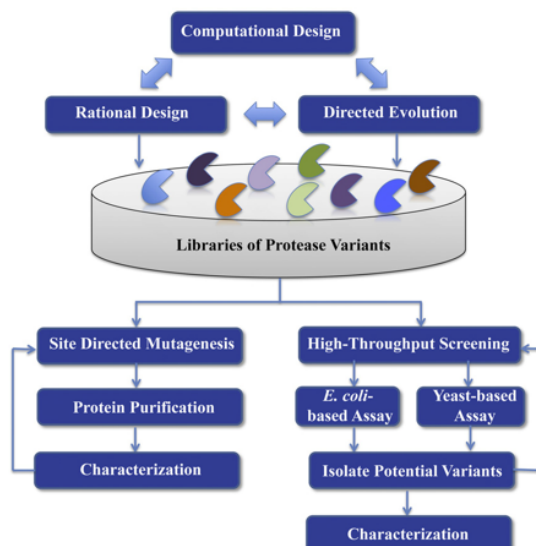 Computational Design
Rational Design
Directed Evolution
Libraries of Protease Variants
Site Directed Mutagenesis
High-Throughput Screening
Protein Purification
E. coli-
based Assay
Yeast-based
Assay
Characterization
Isolate Potential Variants
Characterization